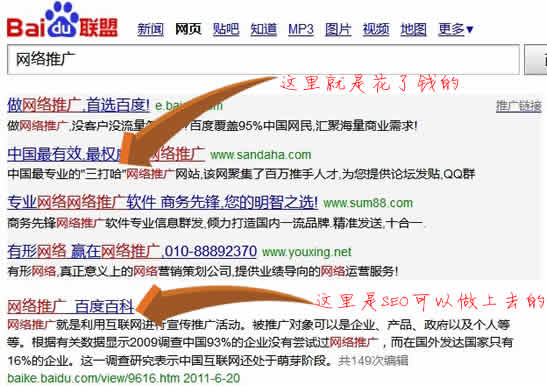 Bai du 联盟
新闻 网页 贴吧 知道 MP3 图片 视频 地图 更多▼
网络推广
这里就是花了钱的
做网络推广,首选百度! e.b
推广链接
做网络推广,没客户没流量 百度覆盖95%中国网民,汇聚海量商业需求!
中国最有效,最权 网络推广 www.sandaha.com
中国最专业的"三打哈"网络推广网站,该网聚集了百万推手人才,为您提供论坛发贴,QQ群
专业网络网络推广软件 商务先锋,您的明智之选! www.sum88.com
商务先锋网络推广软件专业信息群发,倾力打造国内一流品牌.精准发送,十合一.
有形网络 赢在网络推广,010-88892370 www.youxing.net
有形网络,真正意义上的网络营销策划公司,提供业绩导向的网络运营服务!
网络推广_百度百科
这里是SEO可以做上去的
网络推广就是利用互联网进行宣传推广活动。被推广对象可以是企业、产品、政府以及个人等
等。根据有关数据显示2009调查中国93%的企业没有尝试过网络推广，而在国外发达国家只有
16%的企业。这一调查研究表示中国互联网还处于萌芽阶段。共149次编辑
baike.baidu.com/view/9616.htm 2011-6-20